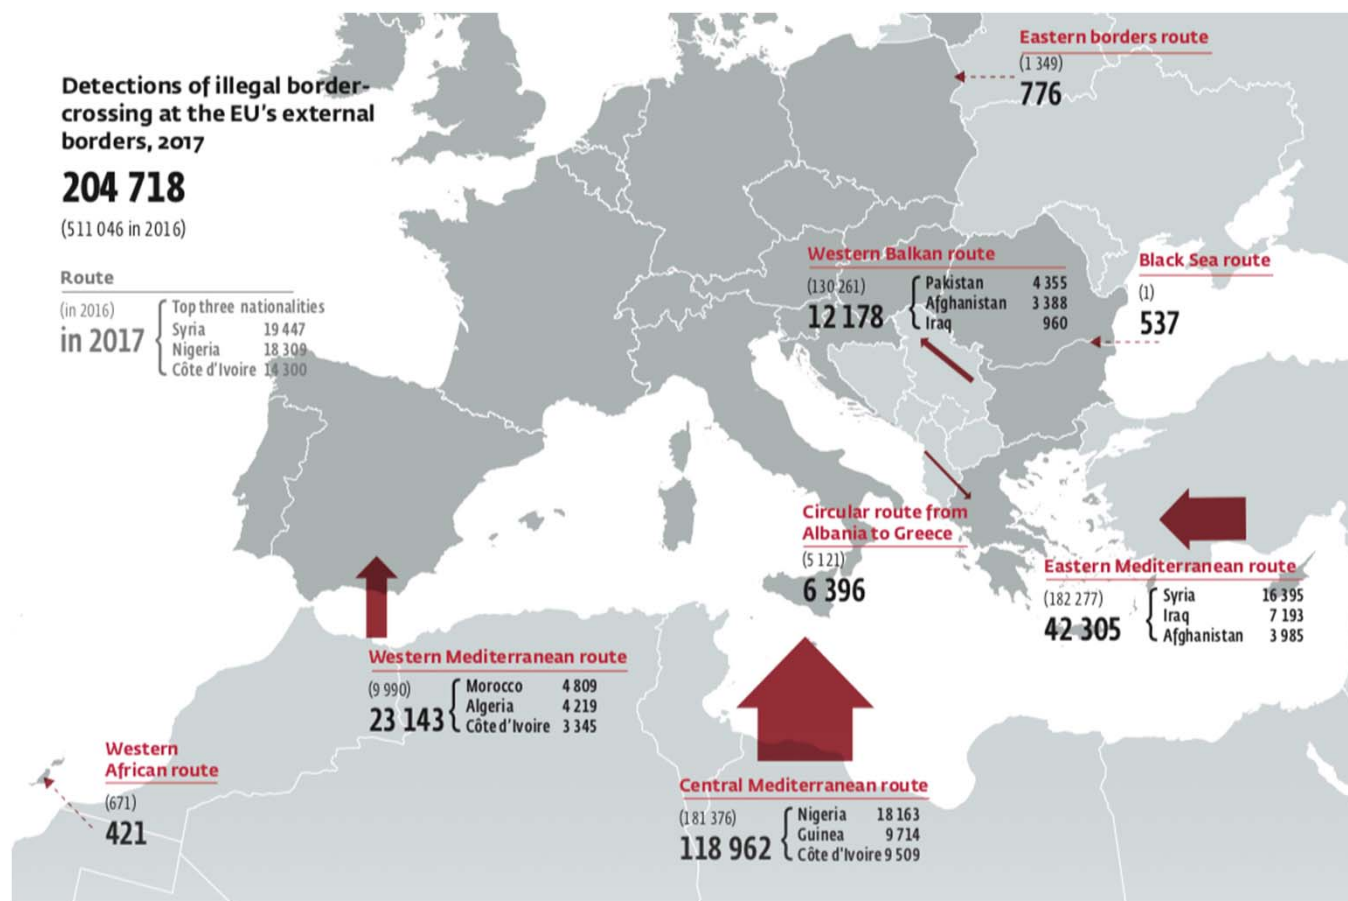 Detections of illegal border-
crossing at the EU's external
borders, 2017
204 718
(511 046 in 2016)
Route
(in 2016)
in 2017
Top three nationalities
Syria 19 447
Nigeria 18 309
Côte d'Ivoire 14 300
Eastern borders route
(1 349)
776
Western Balkan route
(130 261)
12 178
Pakistan 4 355
Afghanistan 3 388
Iraq 960
Black Sea route
(1)
537
Circular route from
Albania to Greece
(5 121)
6 396
Eastern Mediterranean route
(182 277)
42 305
Syria 16 395
Iraq 7 193
Afghanistan 3 985
Western Mediterranean route
(9 990)
23 143
Morocco 4 809
Algeria 4 219
Côte d'Ivoire 3 345
Western
African route
(671)
421
Central Mediterranean route
(181 376)
118 962
Nigeria 18 163
Guinea 9 714
Côte d'Ivoire 9 509